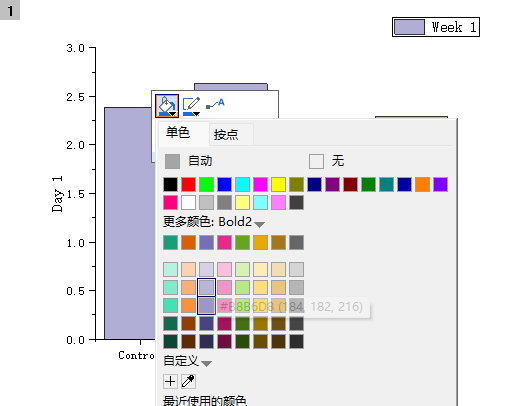 1
Week 1
3.0
2.5
2.0
1.5
1.0
0.5
0.0
Day 1
Contro
A
单色
按点
自动
无
更多颜色: Bold2
#B8B6D8 (184, 182, 216)
自定义
最近使用的颜色